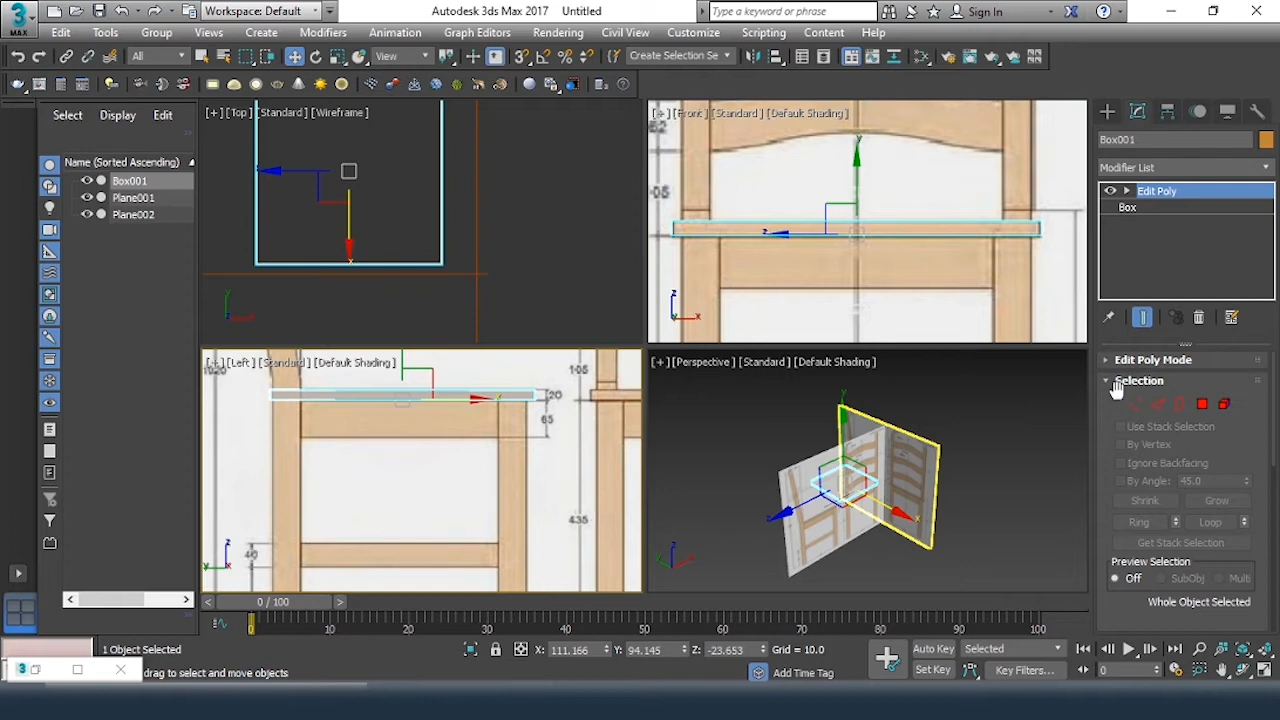 3 MAX
Workspace: Default
Autodesk 3ds Max 2017 Untitled
Type a keyword or phrase
Sign In
Edit Tools Group Views Create Modifiers Animation Graph Editors Rendering Civil View Customize Scripting Content Help
All
View
Create Selection Se
Select Display Edit
Name (Sorted Ascending)
Box001
Plane001
Plane002
[+] [Top] [Standard] [Wireframe]
[+] [Front] [Standard] [Default Shading]
[+] [Left] [Standard] [Default Shading]
[+] [Perspective] [Standard] [Default Shading]
105
20
65
435
40
Box001
Modifier List
Edit Poly
Box
Edit Poly Mode
Selection
Use Stack Selection
By Vertex
Ignore Backfacing
By Angle: 45.0
Shrink Grow
Ring Loop
Get Stack Selection
Preview Selection
Off SubObj Multi
Whole Object Selected
0 / 100
0 10 20 30 40 50 60 70 80 90 100
1 Object Selected
X: 111.166 Y: 94.145 Z: -23.653 Grid = 10.0
Auto Key Selected
drag to select and move objects
Add Time Tag
Set Key Key Filters...
0